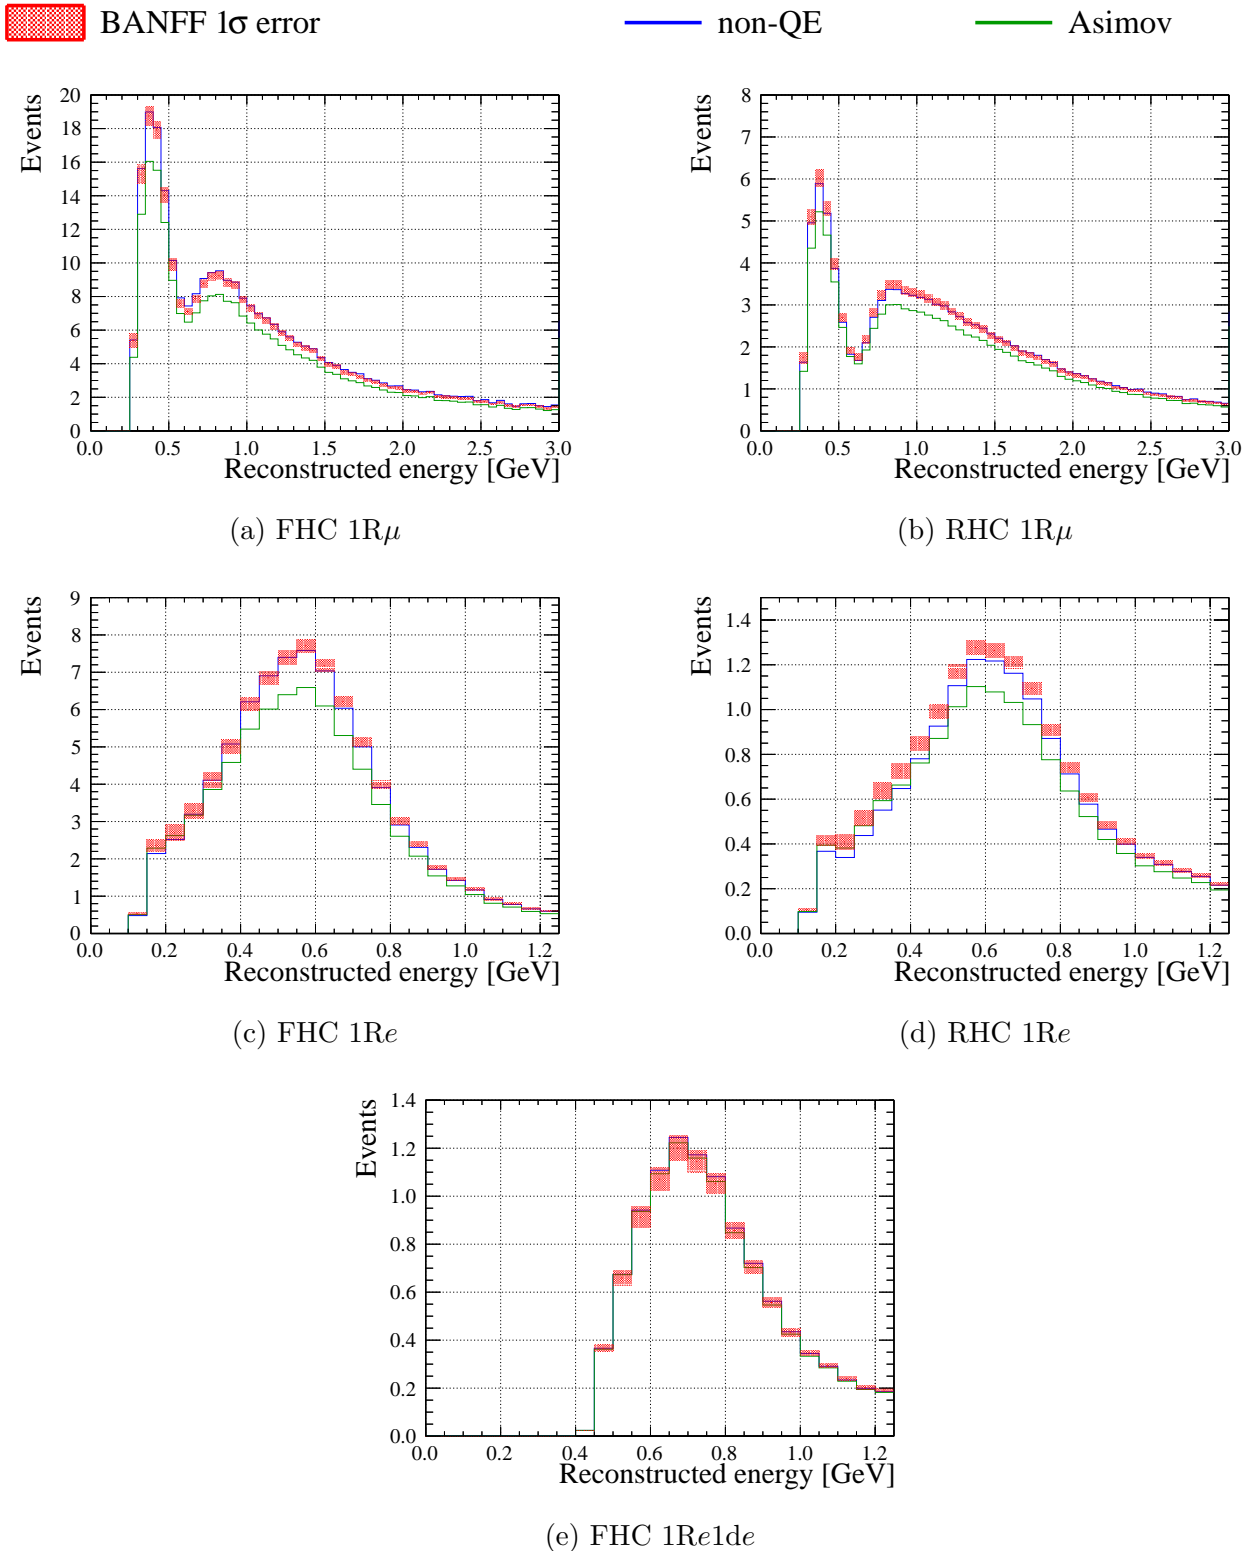 BANFF 1σ error non-QE Asimov
Events
20
18
16
14
12
10
8
6
4
2
0
0.0 0.5 1.0 1.5 2.0 2.5 3.0
Reconstructed energy [GeV]
(a) FHC 1Rμ
Events
8
7
6
5
4
3
2
1
0
0.0 0.5 1.0 1.5 2.0 2.5 3.0
Reconstructed energy [GeV]
(b) RHC 1Rμ
Events
9
8
7
6
5
4
3
2
1
0
0.0 0.2 0.4 0.6 0.8 1.0 1.2
Reconstructed energy [GeV]
(c) FHC 1Re
Events
1.4
1.2
1.0
0.8
0.6
0.4
0.2
0.0
0.0 0.2 0.4 0.6 0.8 1.0 1.2
Reconstructed energy [GeV]
(d) RHC 1Re
Events
1.4
1.2
1.0
0.8
0.6
0.4
0.2
0.0
0.0 0.2 0.4 0.6 0.8 1.0 1.2
Reconstructed energy [GeV]
(e) FHC 1Re1de